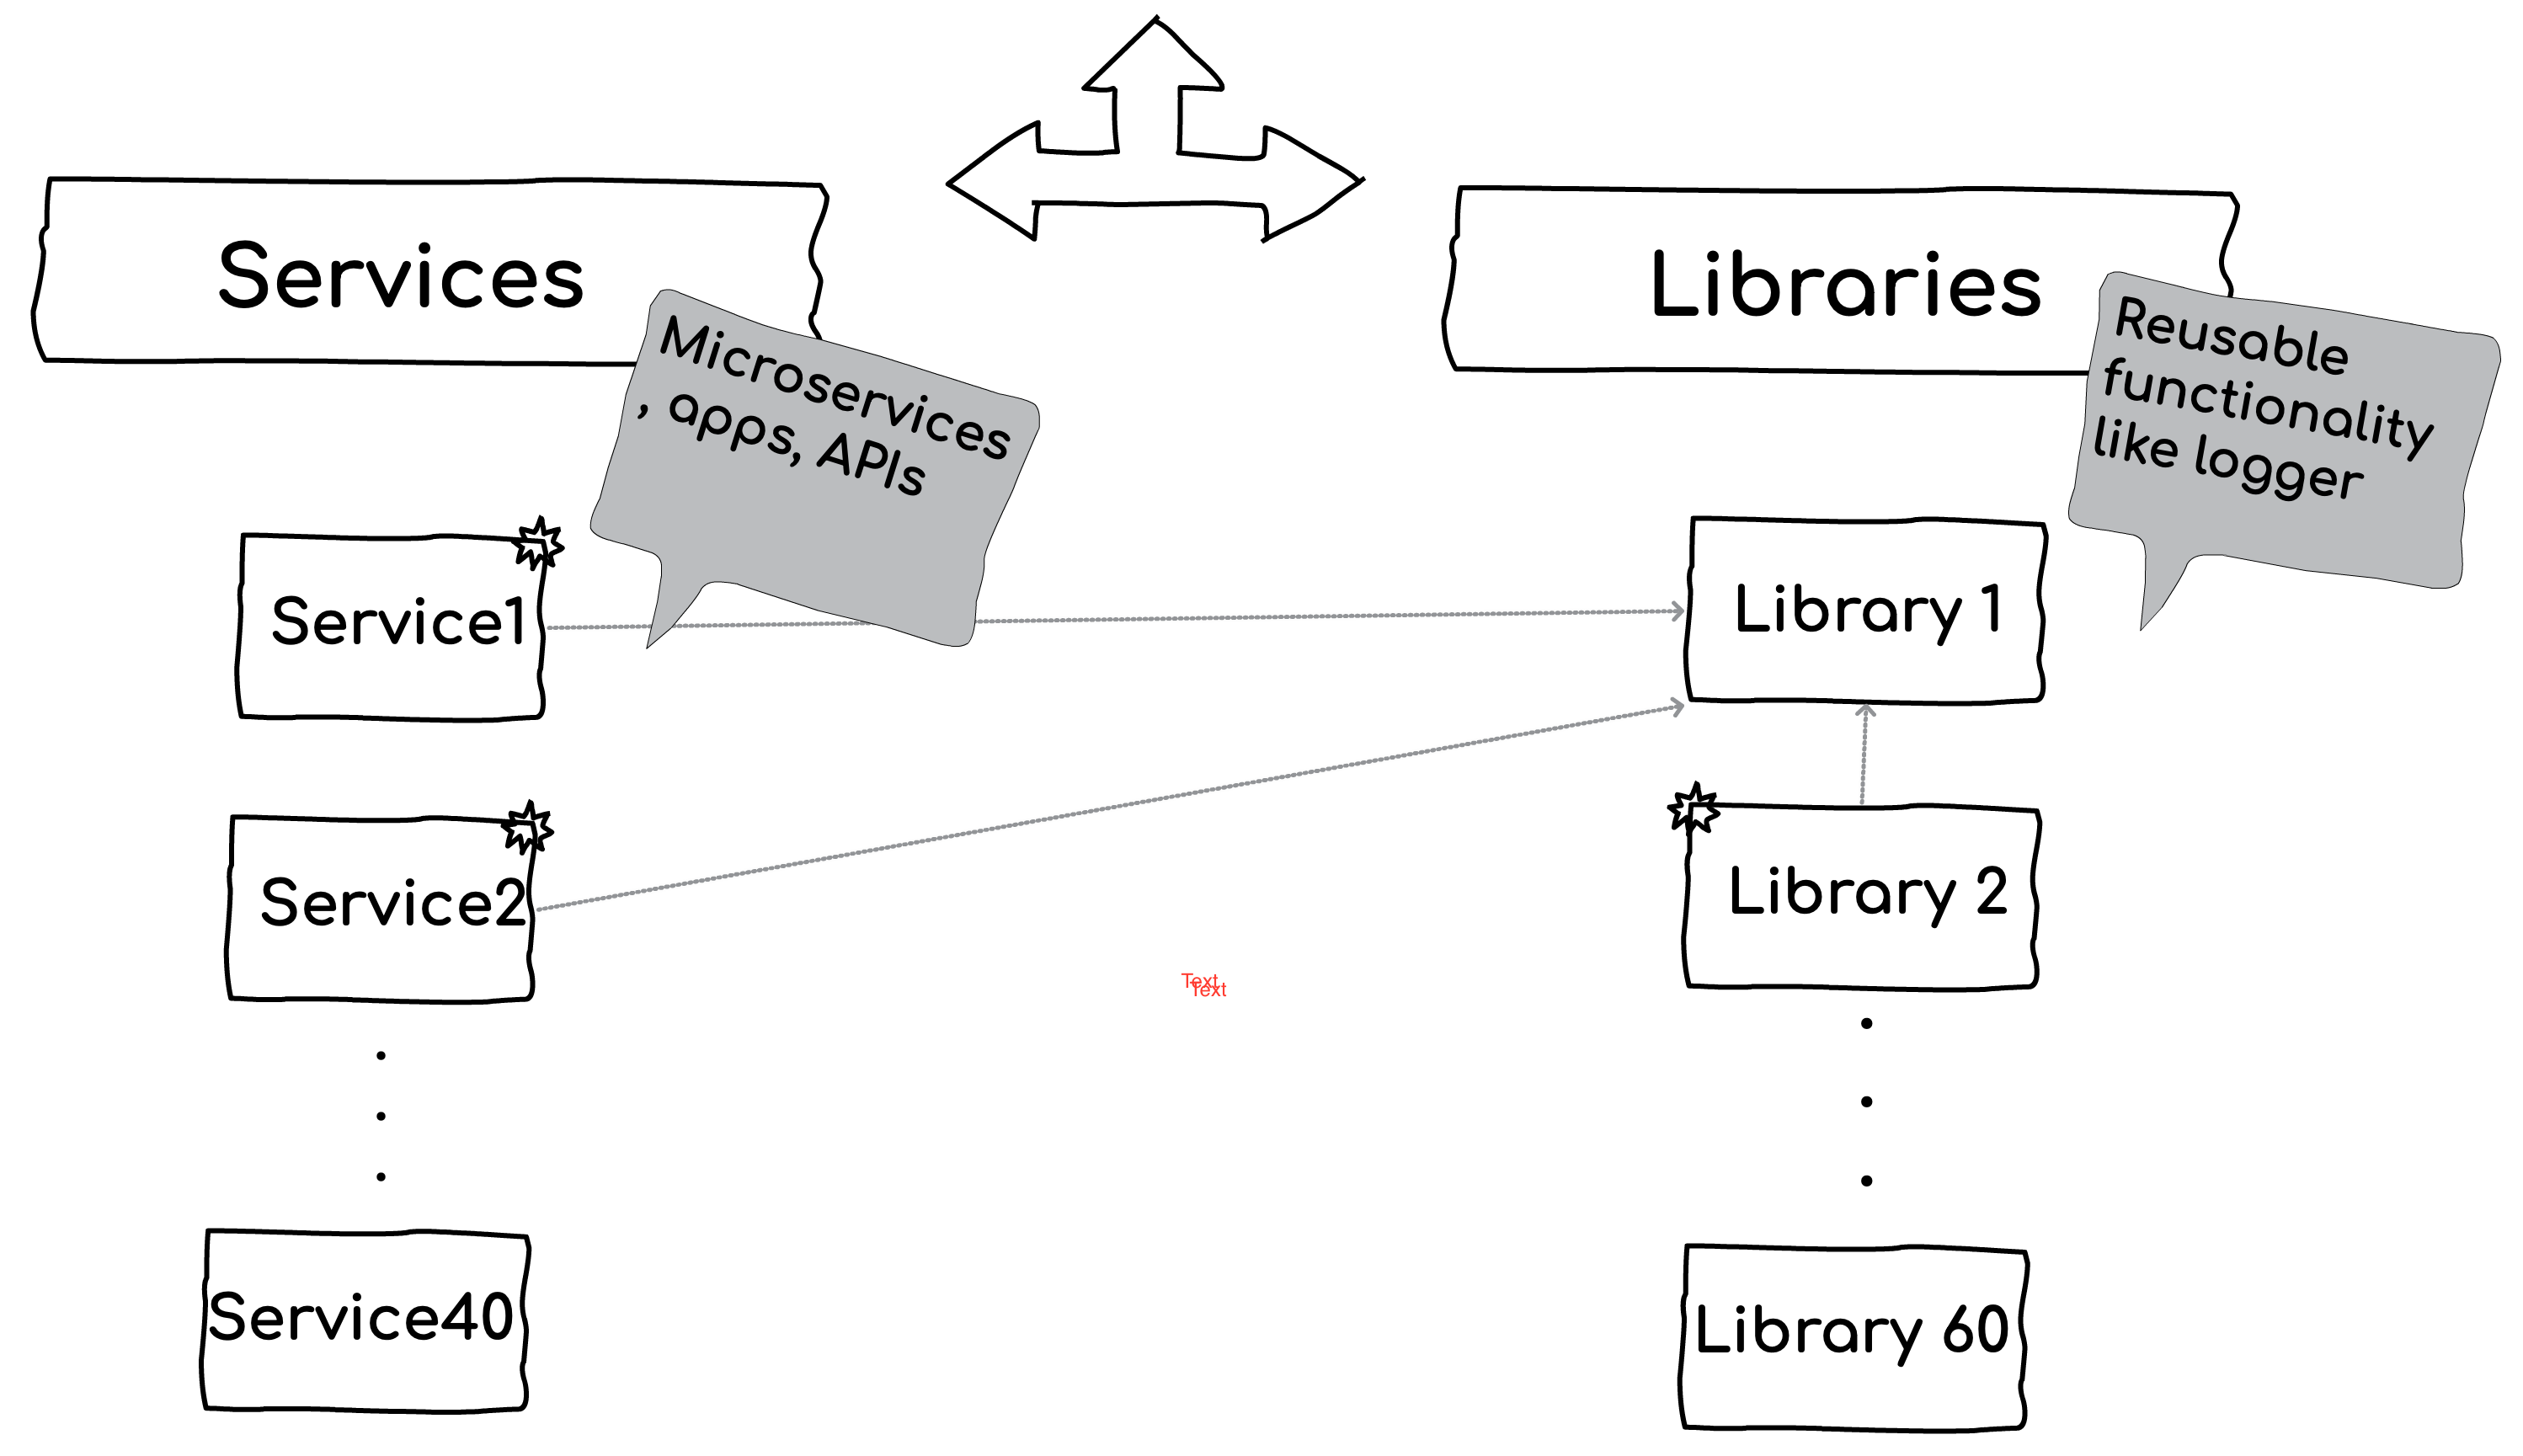 Services
Libraries
Microservices
, apps, APIs
Reusable
functionality
like logger
Service1
Library 1
Service2
Library 2
Text
Text
Service40
Library 60